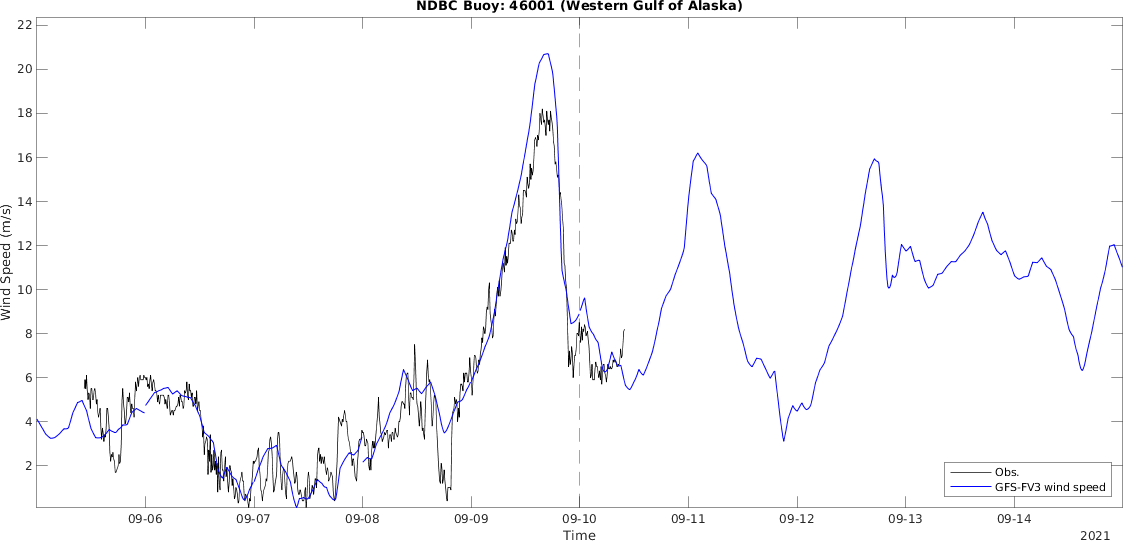 NDBC Buoy: 46001 (Western Gulf of Alaska)
22
20
18
16
14
12
10
8
6
4
2
Wind Speed (m/s)
Obs.
GFS-FV3 wind speed
09-06 09-07 09-08 09-09 09-10 09-11 09-12 09-13 09-14
Time
2021